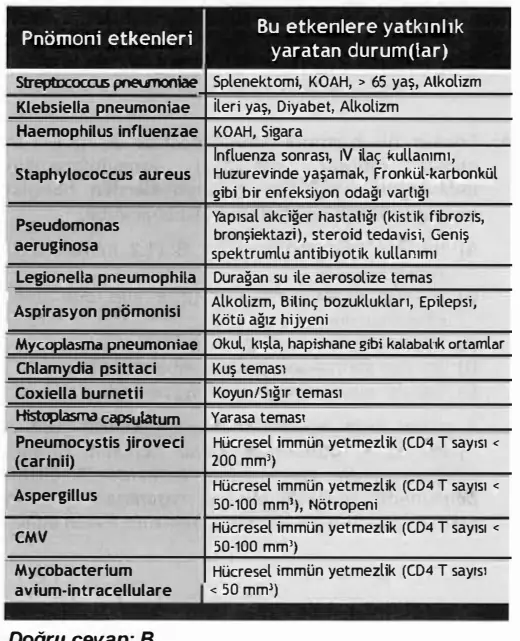 Pnömoni etkenleri
Bu etkenlere yatkınlık
yaratan durum(lar)
Streptococcus pneumoniae
Splenektomi, KOAH, > 65 yaş, Alkolizm
Klebsiella pneumoniae
İleri yaş, Diyabet, Alkolizm
Haemophilus influenzae
KOAH, Sigara
Staphylococcus aureus
İnfluenza sonrası, IV ilaç kullanımı,
Huzurevinde yaşamak, Fronkül-karbonkül
gibi bir enfeksiyon odağı varlığı
Pseudomonas
aeruginosa
Yapısal akciğer hastalığı (kistik fibrozis,
bronşiektazi), steroid tedavisi, Geniş
spektrumlu antibiyotik kullanımı
Legionella pneumophila
Durağan su ile aerosolize temas
Aspirasyon pnömonisi
Alkolizm, Bilinç bozuklukları, Epilepsi,
Kötü ağız hijyeni
Mycoplasma pneumoniae
Okul, kışla, hapishane gibi kalabalık ortamlar
Chlamydia psittaci
Kuş teması
Coxiella burnetii
Koyun/Sığır teması
Histoplasma capsulatum
Yarasa teması
Pneumocystis jiroveci
(carinii)
Hücresel immün yetmezlik (CD4 T sayısı <
200 mm³)
Aspergillus
Hücresel immün yetmezlik (CD4 T sayısı <
50-100 mm³), Nötropeni
CMV
Hücresel immün yetmezlik (CD4 T sayısı <
50-100 mm³)
Mycobacterium
avium-intracellulare
Hücresel immün yetmezlik (CD4 T sayısı
< 50 mm³)
Doğru cevap: B